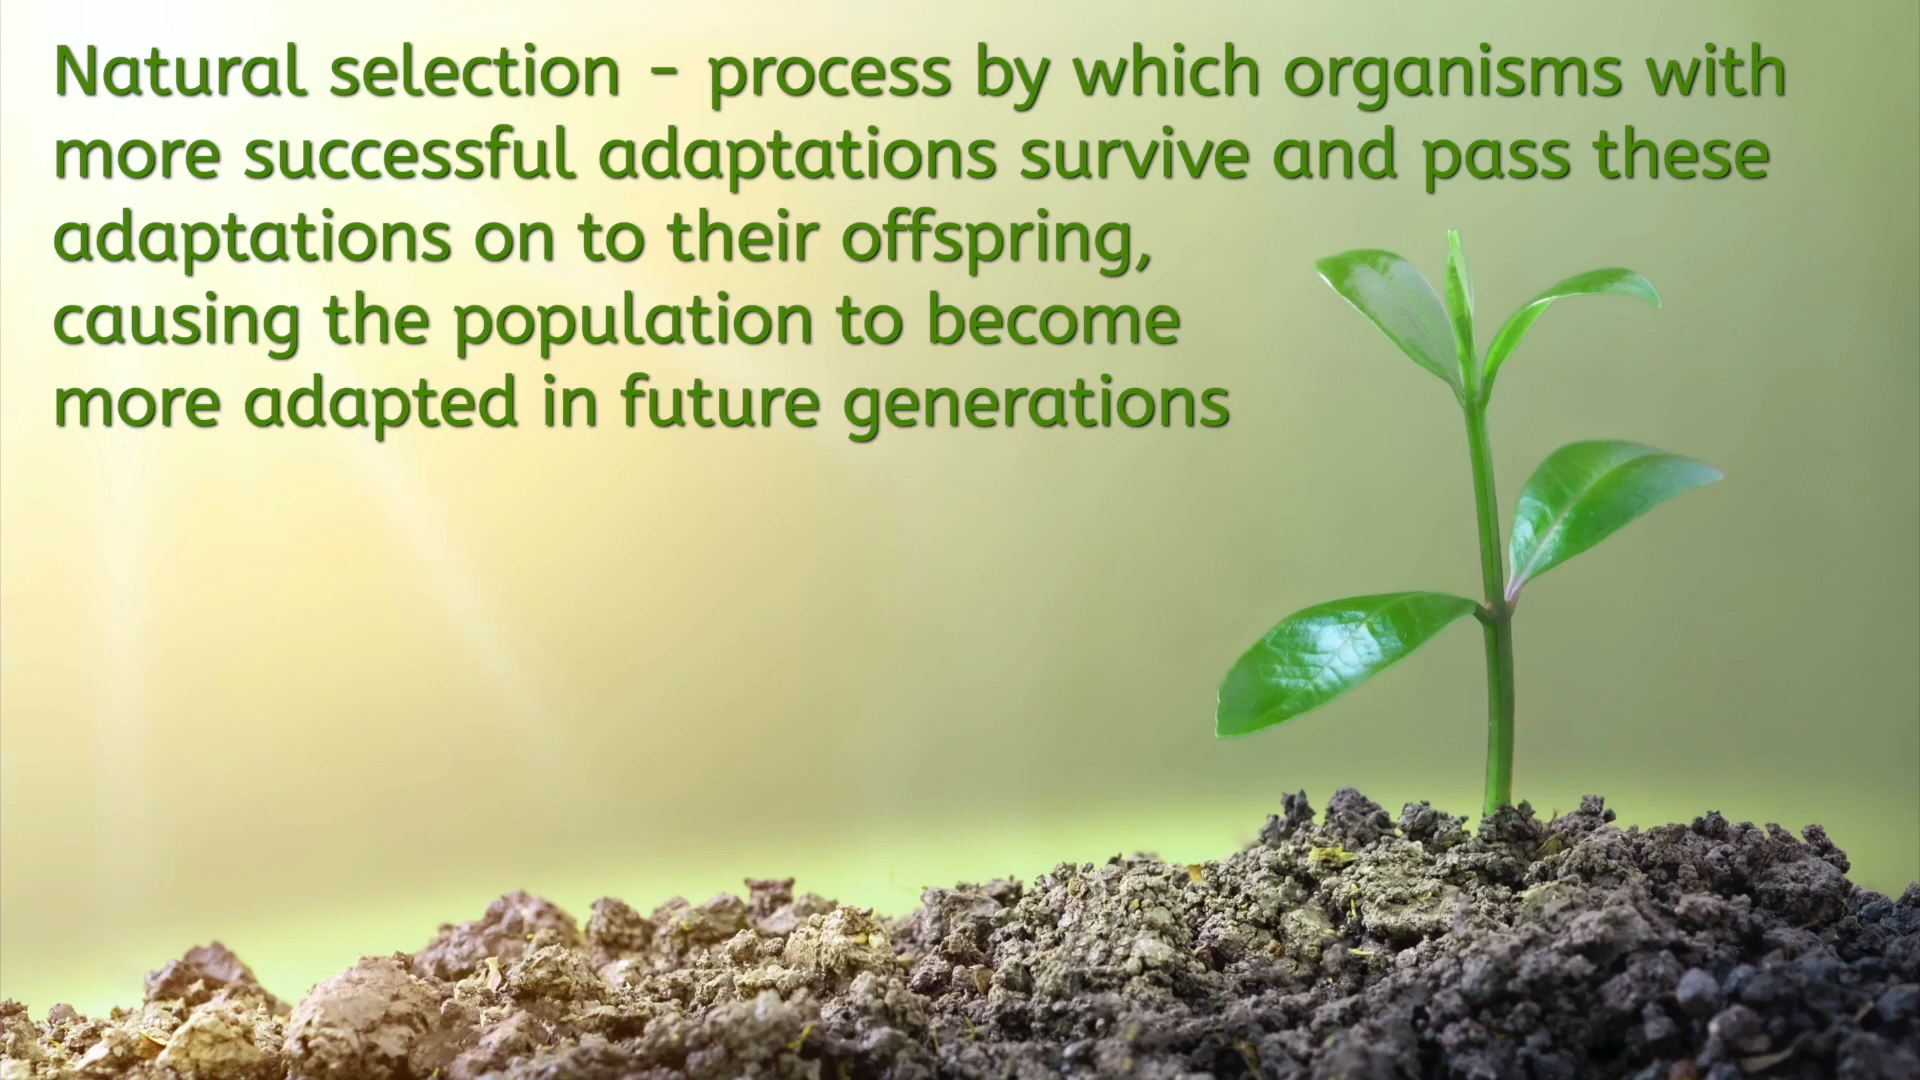 Natural selection - process by which organisms with
more successful adaptations survive and pass these
adaptations on to their offspring,
causing the population to become
more adapted in future generations